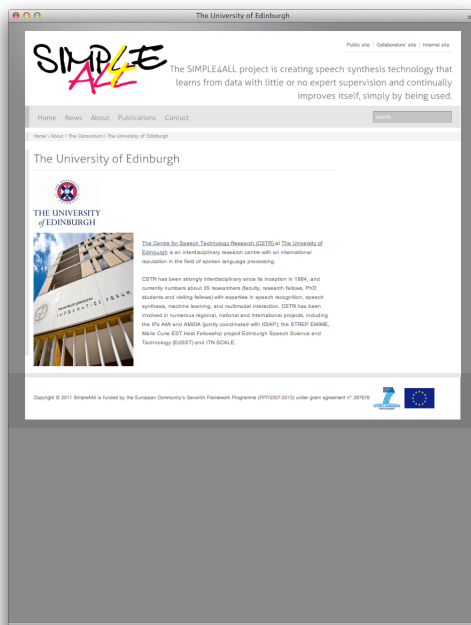 The University of Edinburgh
Public site | Collaborators' site | Internal site
SIMPLE
4
ALL
The SIMPLE4ALL project is creating speech synthesis technology that
learns from data with little or no expert supervision and continually
improves itself, simply by being used.
Home News About Publications Contact
search
Home \ About \ The Consortium \ The University of Edinburgh
The University of Edinburgh
THE UNIVERSITY
of EDINBURGH
The Centre for Speech Technology Research (CSTR) at The University of
Edinburgh is an interdisciplinary research centre with an international
reputation in the field of spoken language processing.
CSTR has been strongly interdisciplinary since its inception in 1984, and
currently numbers about 35 researchers (faculty, research fellows, PhD
students and visiting fellows) with expertise in speech recognition, speech
synthesis, machine learning, and multimodal interaction. CSTR has been
involved in numerous regional, national and international projects, including
the IPs AMI and AMIDA (jointly coordinated with IDIAP), the STREP EMIME,
Marie Curie EST Host Fellowship project Edinburgh Speech Science and
Technology (EdSST) and ITN SCALE.
INFORMATICS FORUM
Copyright © 2011 Simple4All is funded by the European Community's Seventh Framework Programme (FP7/2007-2013) under grant agreement n° 287678
SEVENTH FRAMEWORK
PROGRAMME